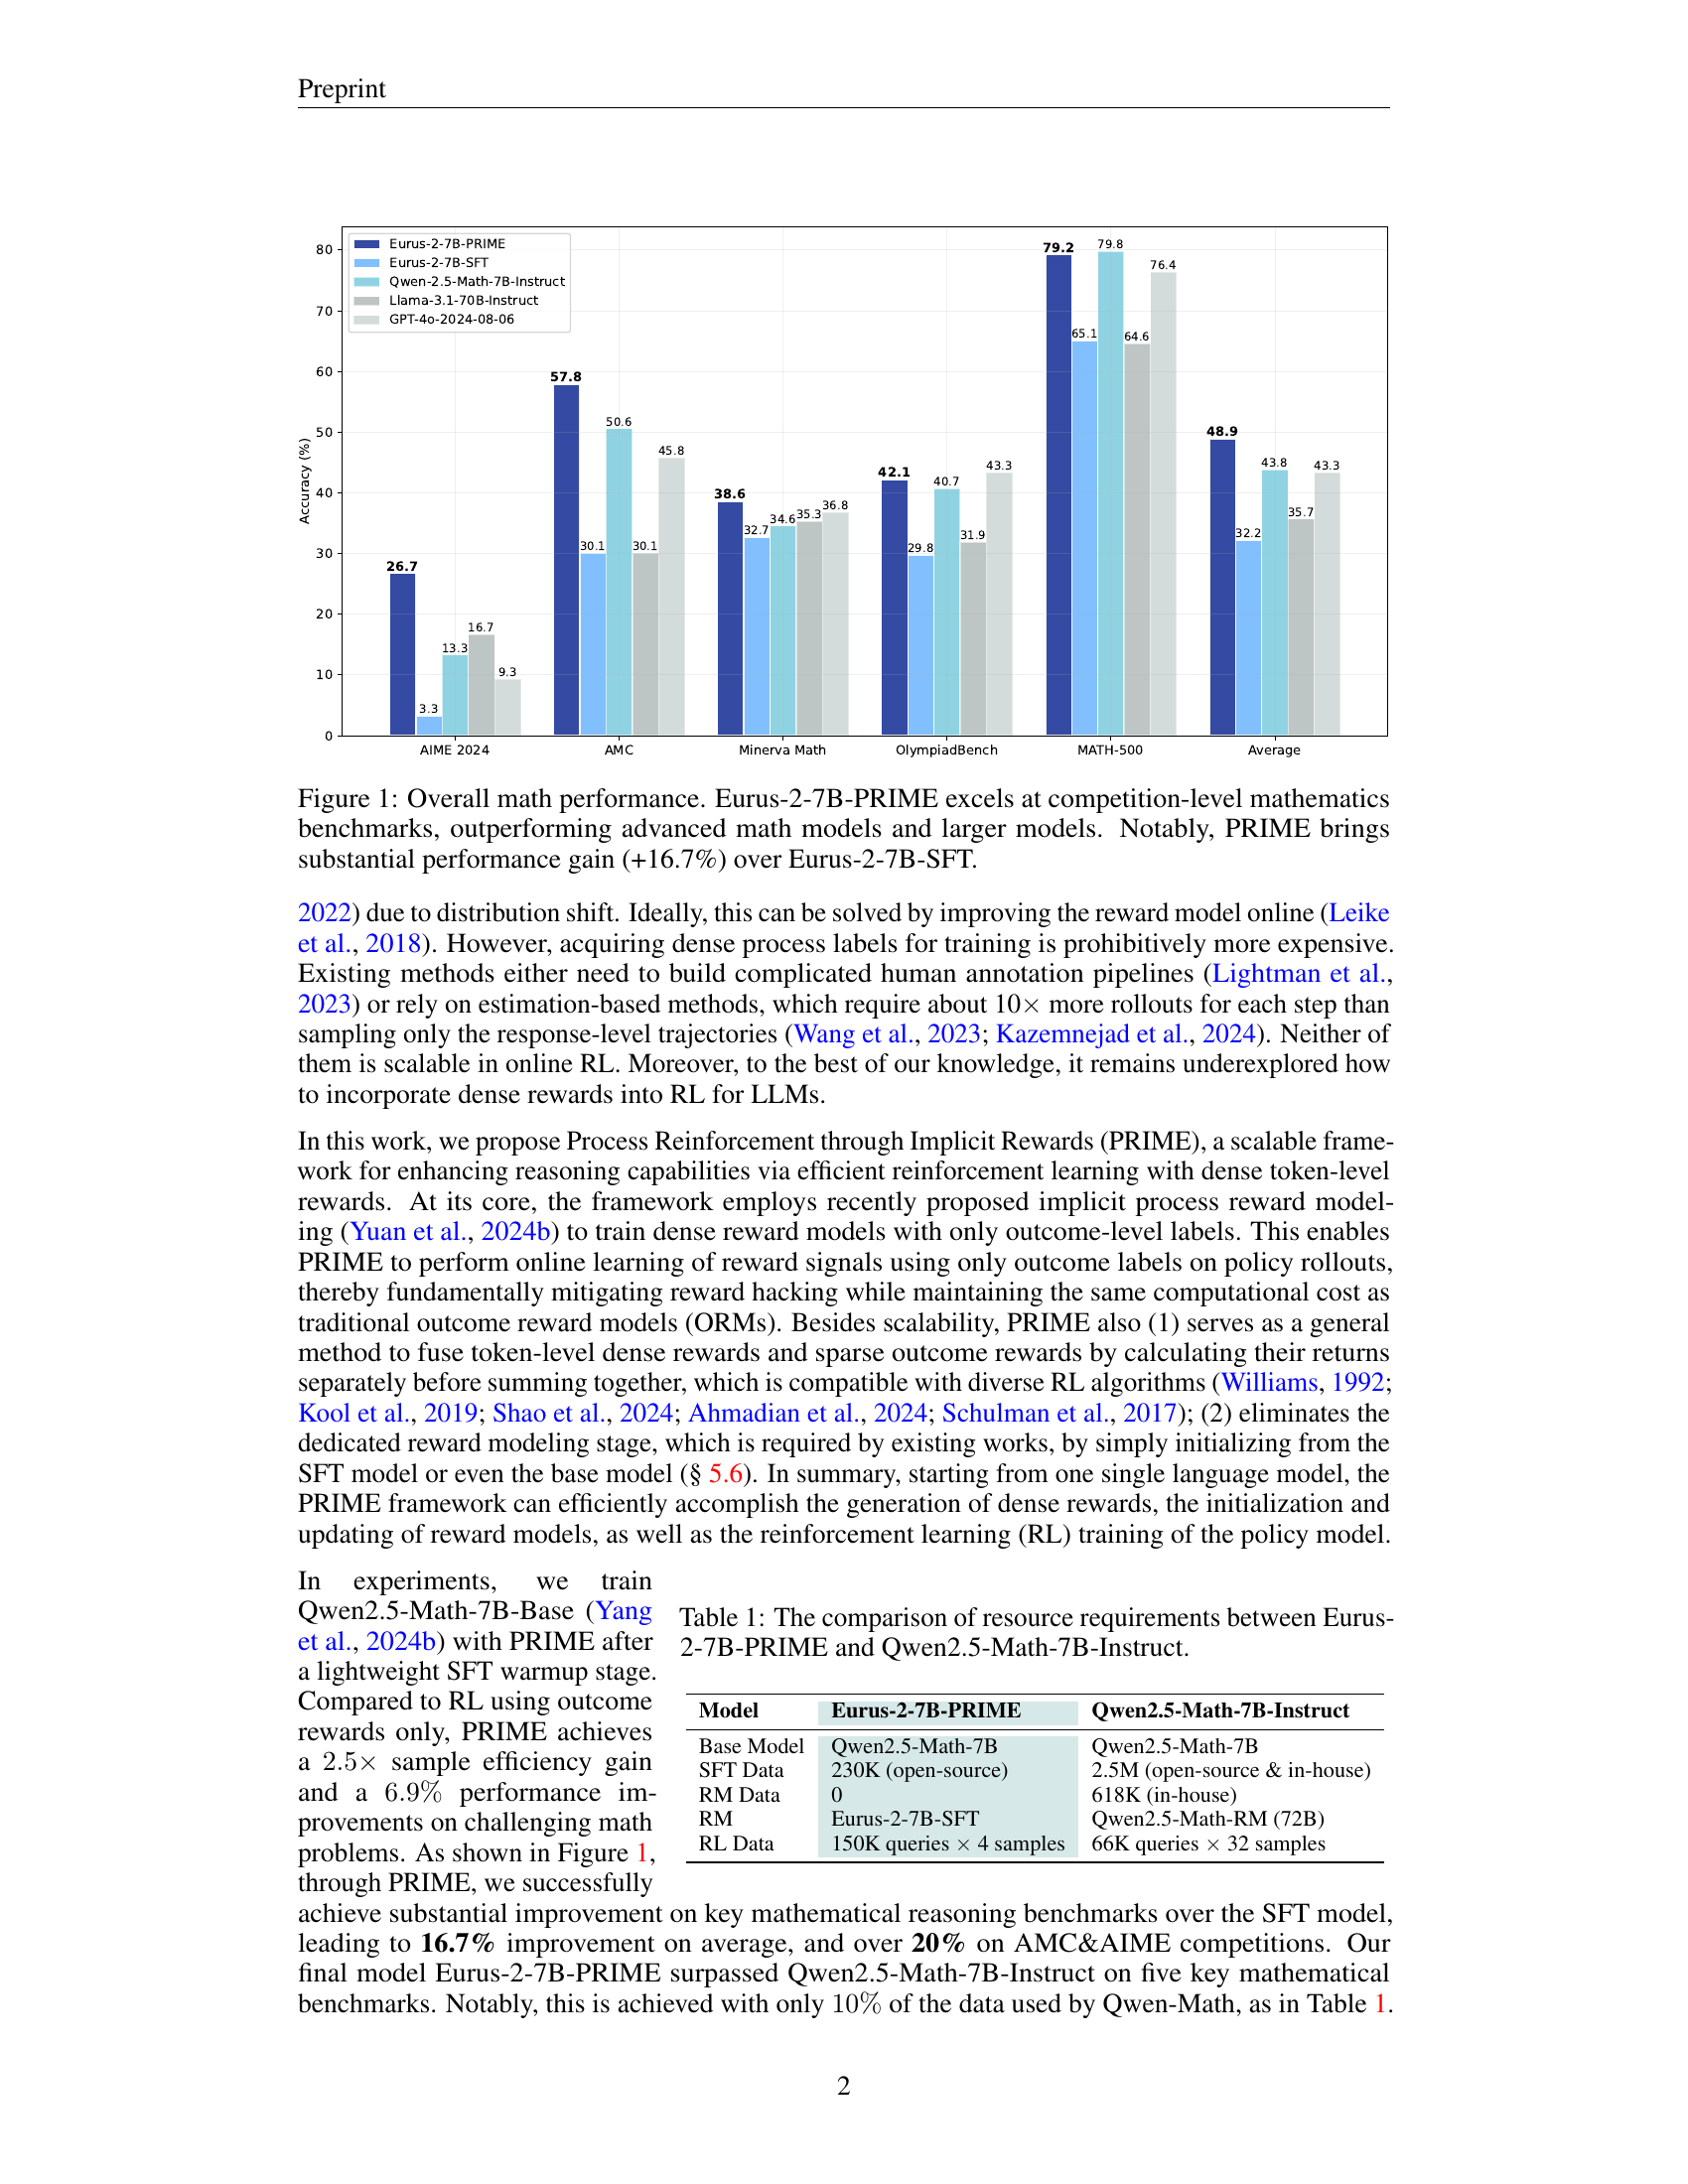 Preprint
Eurus-2-7B-PRIME
Eurus-2-7B-SFT
Qwen-2.5-Math-7B-Instruct
Llama-3.1-70B-Instruct
GPT-4o-2024-08-06
Accuracy (%)
80
70
60
50
40
30
20
10
0
26.7
3.3
13.3
16.7
9.3
57.8
30.1
50.6
30.1
45.8
38.6
32.7
34.6
35.3
36.8
42.1
29.8
40.7
31.9
43.3
79.2
65.1
79.8
64.6
76.4
48.9
32.2
43.8
35.7
43.3
AIME 2024 AMC Minerva Math OlympiadBench MATH-500 Average
Figure 1: Overall math performance. Eurus-2-7B-PRIME excels at competition-level mathematics
benchmarks, outperforming advanced math models and larger models. Notably, PRIME brings
substantial performance gain (+16.7%) over Eurus-2-7B-SFT.
2022) due to distribution shift. Ideally, this can be solved by improving the reward model online (Leike
et al., 2018). However, acquiring dense process labels for training is prohibitively more expensive.
Existing methods either need to build complicated human annotation pipelines (Lightman et al.,
2023) or rely on estimation-based methods, which require about 10× more rollouts for each step than
sampling only the response-level trajectories (Wang et al., 2023; Kazemnejad et al., 2024). Neither of
them is scalable in online RL. Moreover, to the best of our knowledge, it remains underexplored how
to incorporate dense rewards into RL for LLMs.
In this work, we propose Process Reinforcement through Implicit Rewards (PRIME), a scalable frame-
work for enhancing reasoning capabilities via efficient reinforcement learning with dense token-level
rewards. At its core, the framework employs recently proposed implicit process reward model-
ing (Yuan et al., 2024b) to train dense reward models with only outcome-level labels. This enables
PRIME to perform online learning of reward signals using only outcome labels on policy rollouts,
thereby fundamentally mitigating reward hacking while maintaining the same computational cost as
traditional outcome reward models (ORMs). Besides scalability, PRIME also (1) serves as a general
method to fuse token-level dense rewards and sparse outcome rewards by calculating their returns
separately before summing together, which is compatible with diverse RL algorithms (Williams, 1992;
Kool et al., 2019; Shao et al., 2024; Ahmadian et al., 2024; Schulman et al., 2017); (2) eliminates the
dedicated reward modeling stage, which is required by existing works, by simply initializing from the
SFT model or even the base model (§ 5.6). In summary, starting from one single language model, the
PRIME framework can efficiently accomplish the generation of dense rewards, the initialization and
updating of reward models, as well as the reinforcement learning (RL) training of the policy model.
In experiments, we train
Qwen2.5-Math-7B-Base (Yang
et al., 2024b) with PRIME after
a lightweight SFT warmup stage.
Compared to RL using outcome
rewards only, PRIME achieves
a 2.5× sample efficiency gain
and a 6.9% performance im-
provements on challenging math
problems. As shown in Figure 1,
through PRIME, we successfully
achieve substantial improvement on key mathematical reasoning benchmarks over the SFT model,
leading to 16.7% improvement on average, and over 20% on AMC&AIME competitions. Our
final model Eurus-2-7B-PRIME surpassed Qwen2.5-Math-7B-Instruct on five key mathematical
benchmarks. Notably, this is achieved with only 10% of the data used by Qwen-Math, as in Table 1.
Table 1: The comparison of resource requirements between Eurus-
2-7B-PRIME and Qwen2.5-Math-7B-Instruct.
Model Eurus-2-7B-PRIME Qwen2.5-Math-7B-Instruct
Base Model Qwen2.5-Math-7B Qwen2.5-Math-7B
SFT Data 230K (open-source) 2.5M (open-source & in-house)
RM Data 0 618K (in-house)
RM Eurus-2-7B-SFT Qwen2.5-Math-RM (72B)
RL Data 150K queries × 4 samples 66K queries × 32 samples
2